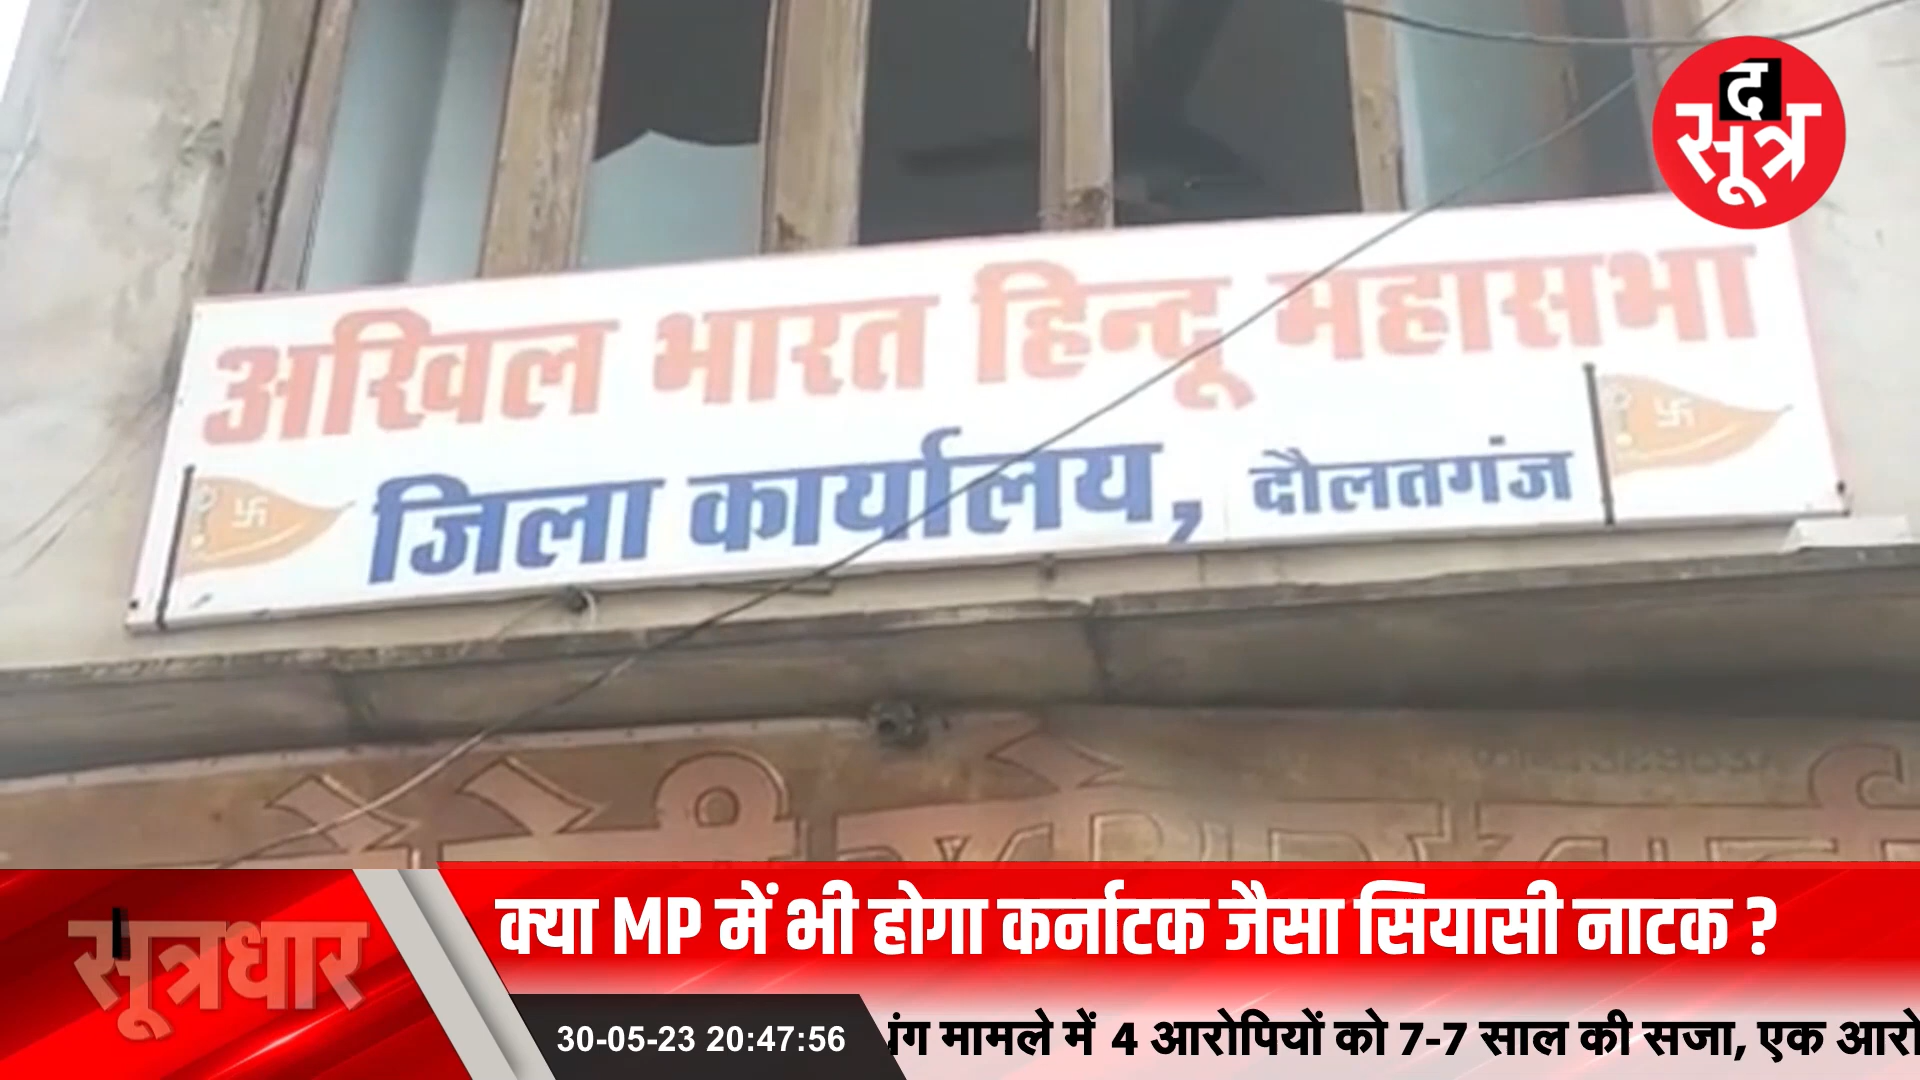 द
सूत्र
अखिल भारत हिन्दू महासभा
जिला कार्यालय, दौलतगंज
क्या MP में भी होगा कर्नाटक जैसा सियासी नाटक ?
सूत्रधार
30-05-23 20:47:56
मामले में 4 आरोपियों को 7-7 साल की सजा, एक